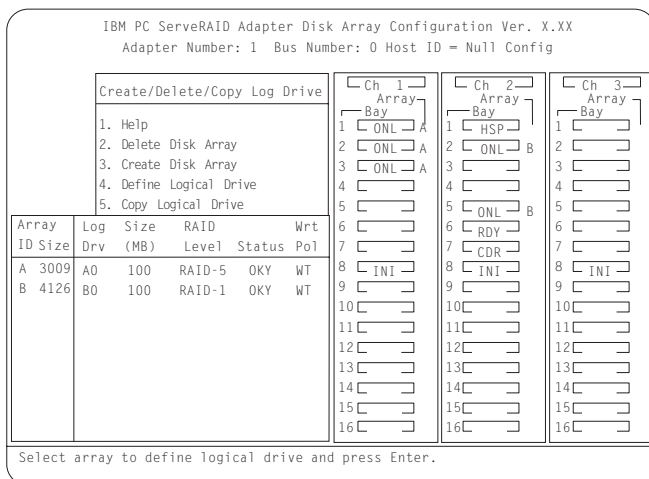 IBM PC ServeRAID Adapter Disk Array Configuration Ver. X.XX
Adapter Number: 1 Bus Number: 0 Host ID = Null Config
Create/Delete/Copy Log Drive
1. Help
2. Delete Disk Array
3. Create Disk Array
4. Define Logical Drive
5. Copy Logical Drive
Array Log Size RAID Wrt
ID Size Drv (MB) Level Status Pol
A 3009 A0 100 RAID-5 OKY WT
B 4126 B0 100 RAID-1 OKY WT
Ch 1
Array
Bay
1 ONL A
2 ONL A
3 ONL A
4
5
6
7
8 INI
9
10
11
12
13
14
15
16
Ch 2
Array
Bay
1 HSP
2 ONL B
3
4
5 ONL B
6 RDY
7 CDR
8 INI
9
10
11
12
13
14
15
16
Ch 3
Array
Bay
1
2
3
4
5
6
7
8 INI
9
10
11
12
13
14
15
16
Select array to define logical drive and press Enter.